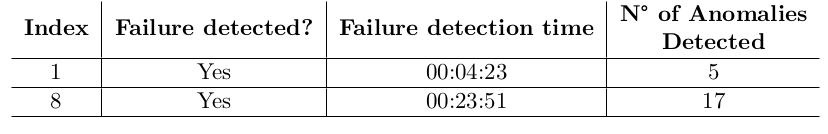 Index Failure detected? Failure detection time N° of Anomalies Detected
1 Yes 00:04:23 5
8 Yes 00:23:51 17